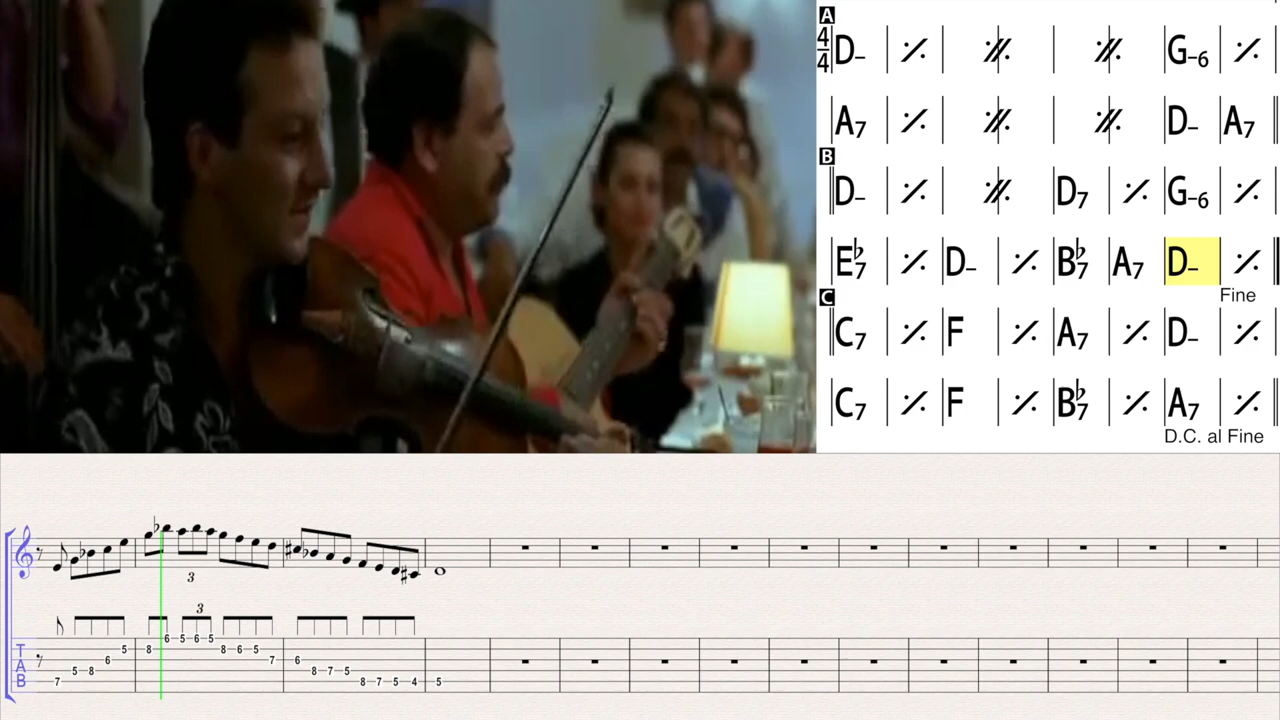 A
4/4 D– ٪ ٪ ٪ G–6 ٪
A7 ٪ ٪ ٪ D– A7
B
D– ٪ ٪ D7 ٪ G–6 ٪
E♭7 ٪ D– ٪ B♭7 A7 D– ٪
Fine
C
C7 ٪ F ٪ A7 ٪ D– ٪
C7 ٪ F ٪ B♭7 ٪ A7 ٪
D.C. al Fine
3
3
T
A
B
6 5 6 5
5 8 8 6 5
6 7 6
5 8 8 7 5
7 8 7 5 4 5